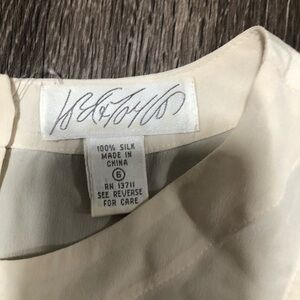 100% SILK
MADE IN
CHINA
6
RN 13711
SEE REVERSE
FOR CARE